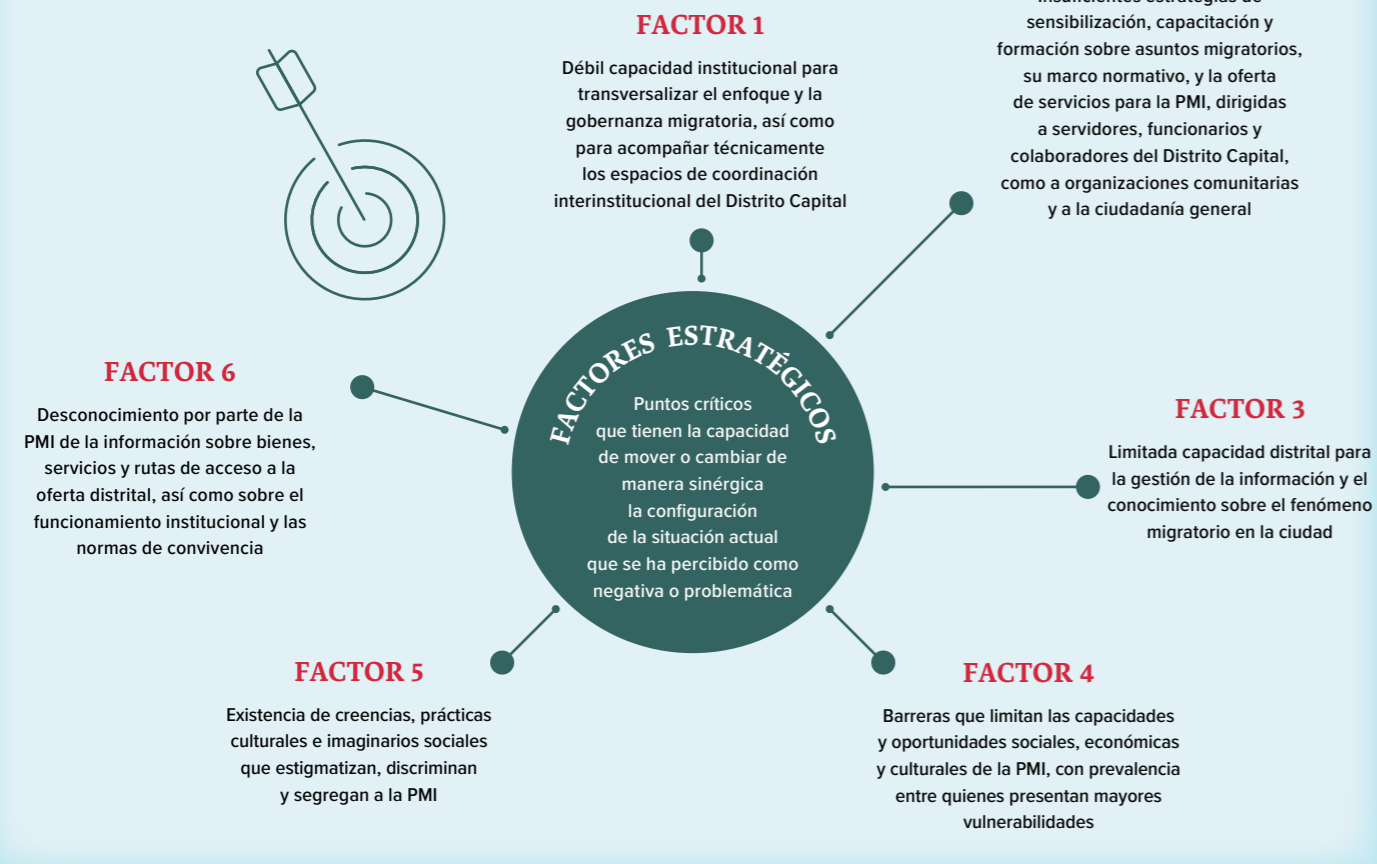 FACTOR 1
Débil capacidad institucional para
transversalizar el enfoque y la
gobernanza migratoria, así como
para acompañar técnicamente
los espacios de coordinación
interinstitucional del Distrito Capital
insuficientes estrategias de
sensibilización, capacitación y
formación sobre asuntos migratorios,
su marco normativo, y la oferta
de servicios para la PMI, dirigidas
a servidores, funcionarios y
colaboradores del Distrito Capital,
como a organizaciones comunitarias
y a la ciudadanía general
FACTORES ESTRATÉGICOS
Puntos críticos
que tienen la capacidad
de mover o cambiar de
manera sinérgica
la configuración
de la situación actual
que se ha percibido como
negativa o problemática
FACTOR 3
Limitada capacidad distrital para
la gestión de la información y el
conocimiento sobre el fenómeno
migratorio en la ciudad
FACTOR 4
Barreras que limitan las capacidades
y oportunidades sociales, económicas
y culturales de la PMI, con prevalencia
entre quienes presentan mayores
vulnerabilidades
FACTOR 5
Existencia de creencias, prácticas
culturales e imaginarios sociales
que estigmatizan, discriminan
y segregan a la PMI
FACTOR 6
Desconocimiento por parte de la
PMI de la información sobre bienes,
servicios y rutas de acceso a la
oferta distrital, así como sobre el
funcionamiento institucional y las
normas de convivencia